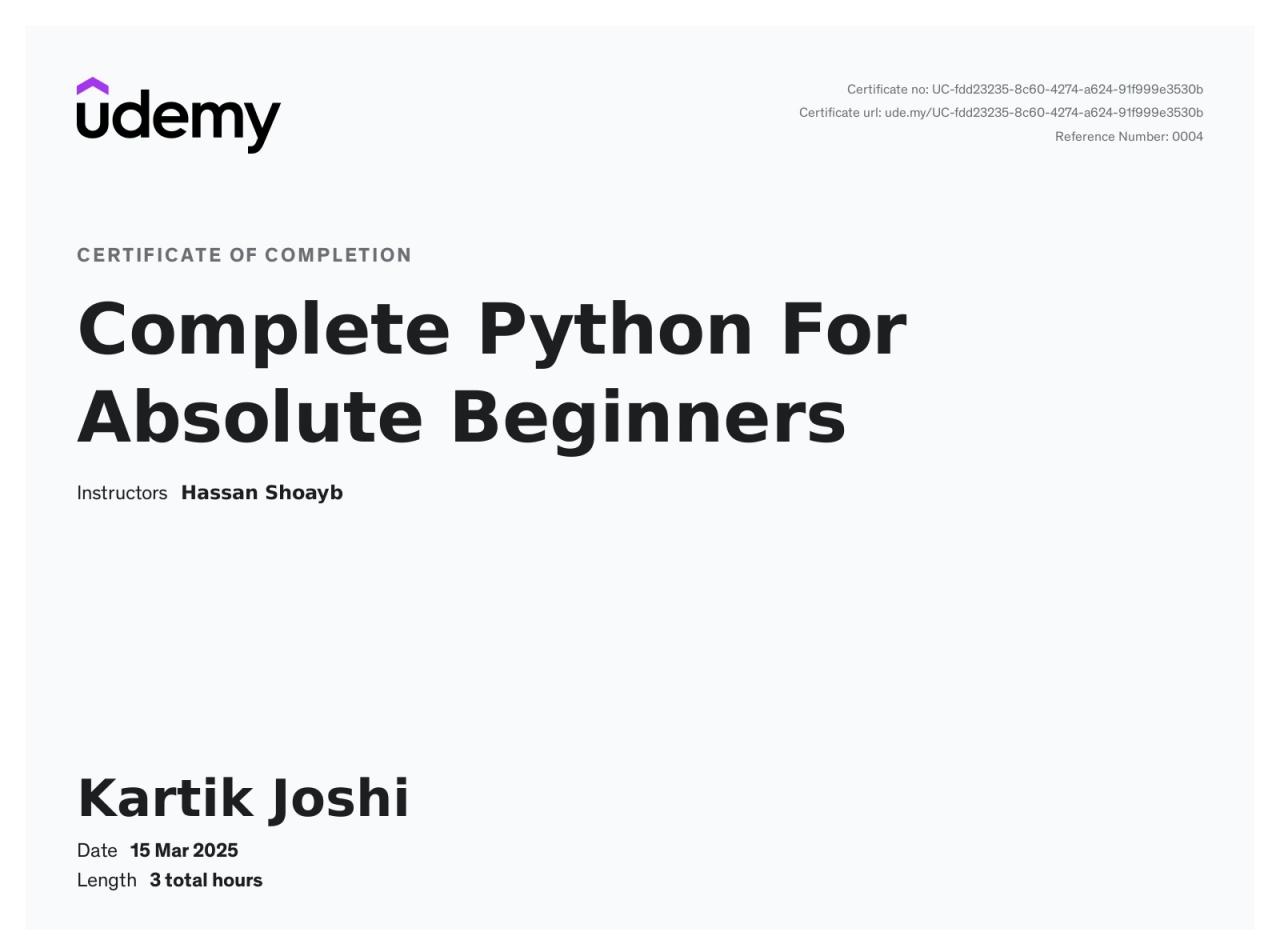 udemy
Certificate no: UC-fdd23235-8c60-4274-a624-91f999e3530b
Certificate url: ude.my/UC-fdd23235-8c60-4274-a624-91f999e3530b
Reference Number: 0004
CERTIFICATE OF COMPLETION
Complete Python For
Absolute Beginners
Instructors Hassan Shoayb
Kartik Joshi
Date 15 Mar 2025
Length 3 total hours